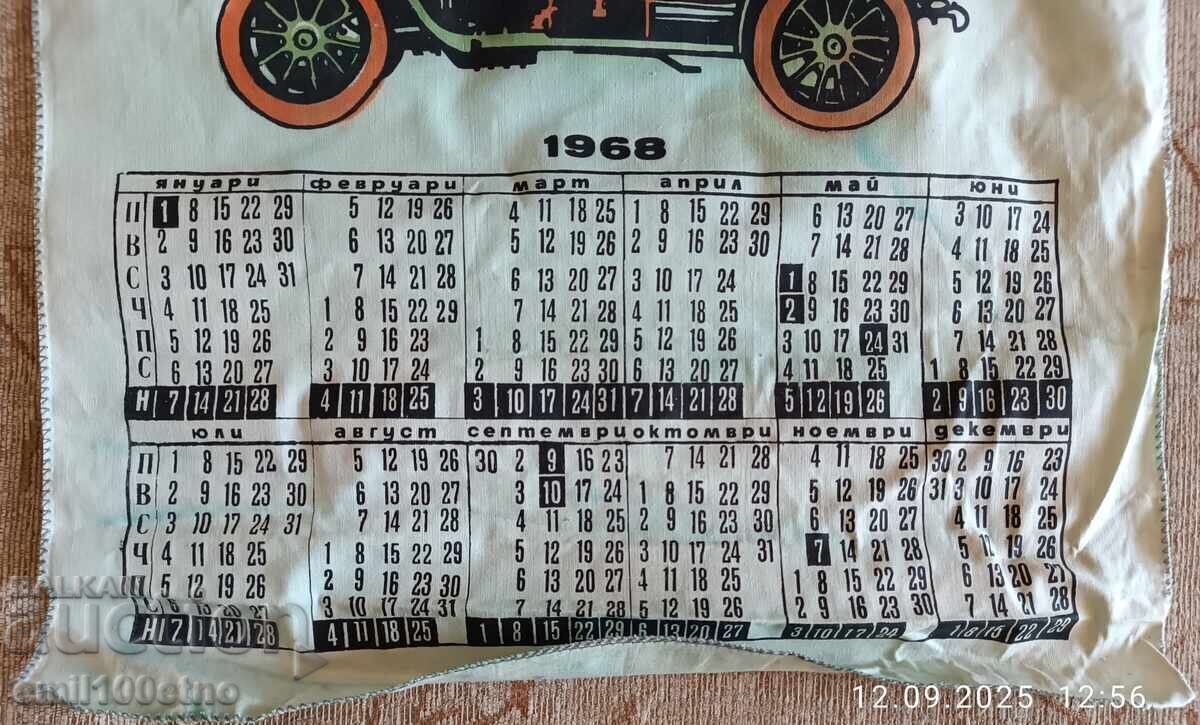 1968
януари февруари март април май юни
П 1 8 15 22 29 5 12 19 26 4 11 18 25 1 8 15 22 29 6 13 20 27 3 10 17 24
В 2 9 16 23 30 6 13 20 27 5 12 19 26 2 9 16 23 30 7 14 21 28 4 11 18 25
С 3 10 17 24 31 7 14 21 28 6 13 20 27 3 10 17 24 1 8 15 22 29 5 12 19 26
Ч 4 11 18 25 1 8 15 22 29 7 14 21 28 4 11 18 25 2 9 16 23 30 6 13 20 27
П 5 12 19 26 2 9 16 23 1 8 15 22 29 5 12 19 26 3 10 17 24 31 7 14 21 28
С 6 13 20 27 3 10 17 24 2 9 16 23 30 6 13 20 27 4 11 18 25 1 8 15 22 29
Н 7 14 21 28 4 11 18 25 3 10 17 24 31 7 14 21 28 5 12 19 26 2 9 16 23 30
юли август септември октомври ноември декември
П 1 8 15 22 29 5 12 19 26 30 2 9 16 23 7 14 21 28 4 11 18 25 30 2 9 16 23
В 2 9 16 23 30 6 13 20 27 3 10 17 24 1 8 15 22 29 5 12 19 26 31 3 10 17 24
С 3 10 17 24 31 7 14 21 28 4 11 18 25 2 9 16 23 30 6 13 20 27 4 11 18 25
Ч 4 11 18 25 1 8 15 22 29 5 12 19 26 3 10 17 24 31 7 14 21 28 5 12 19 26
П 5 12 19 26 2 9 16 23 30 6 13 20 27 4 11 18 25 1 8 15 22 29 6 13 20 27
С 6 13 20 27 3 10 17 24 31 7 14 21 28 5 12 19 26 2 9 16 23 30 7 14 21 28
Н 7 14 21 28 4 11 18 25 1 8 15 22 29 6 13 20 27 3 10 17 24 1 8 15 22 29
BALKAN
auction
emil100etno
12.09.2025 12:56